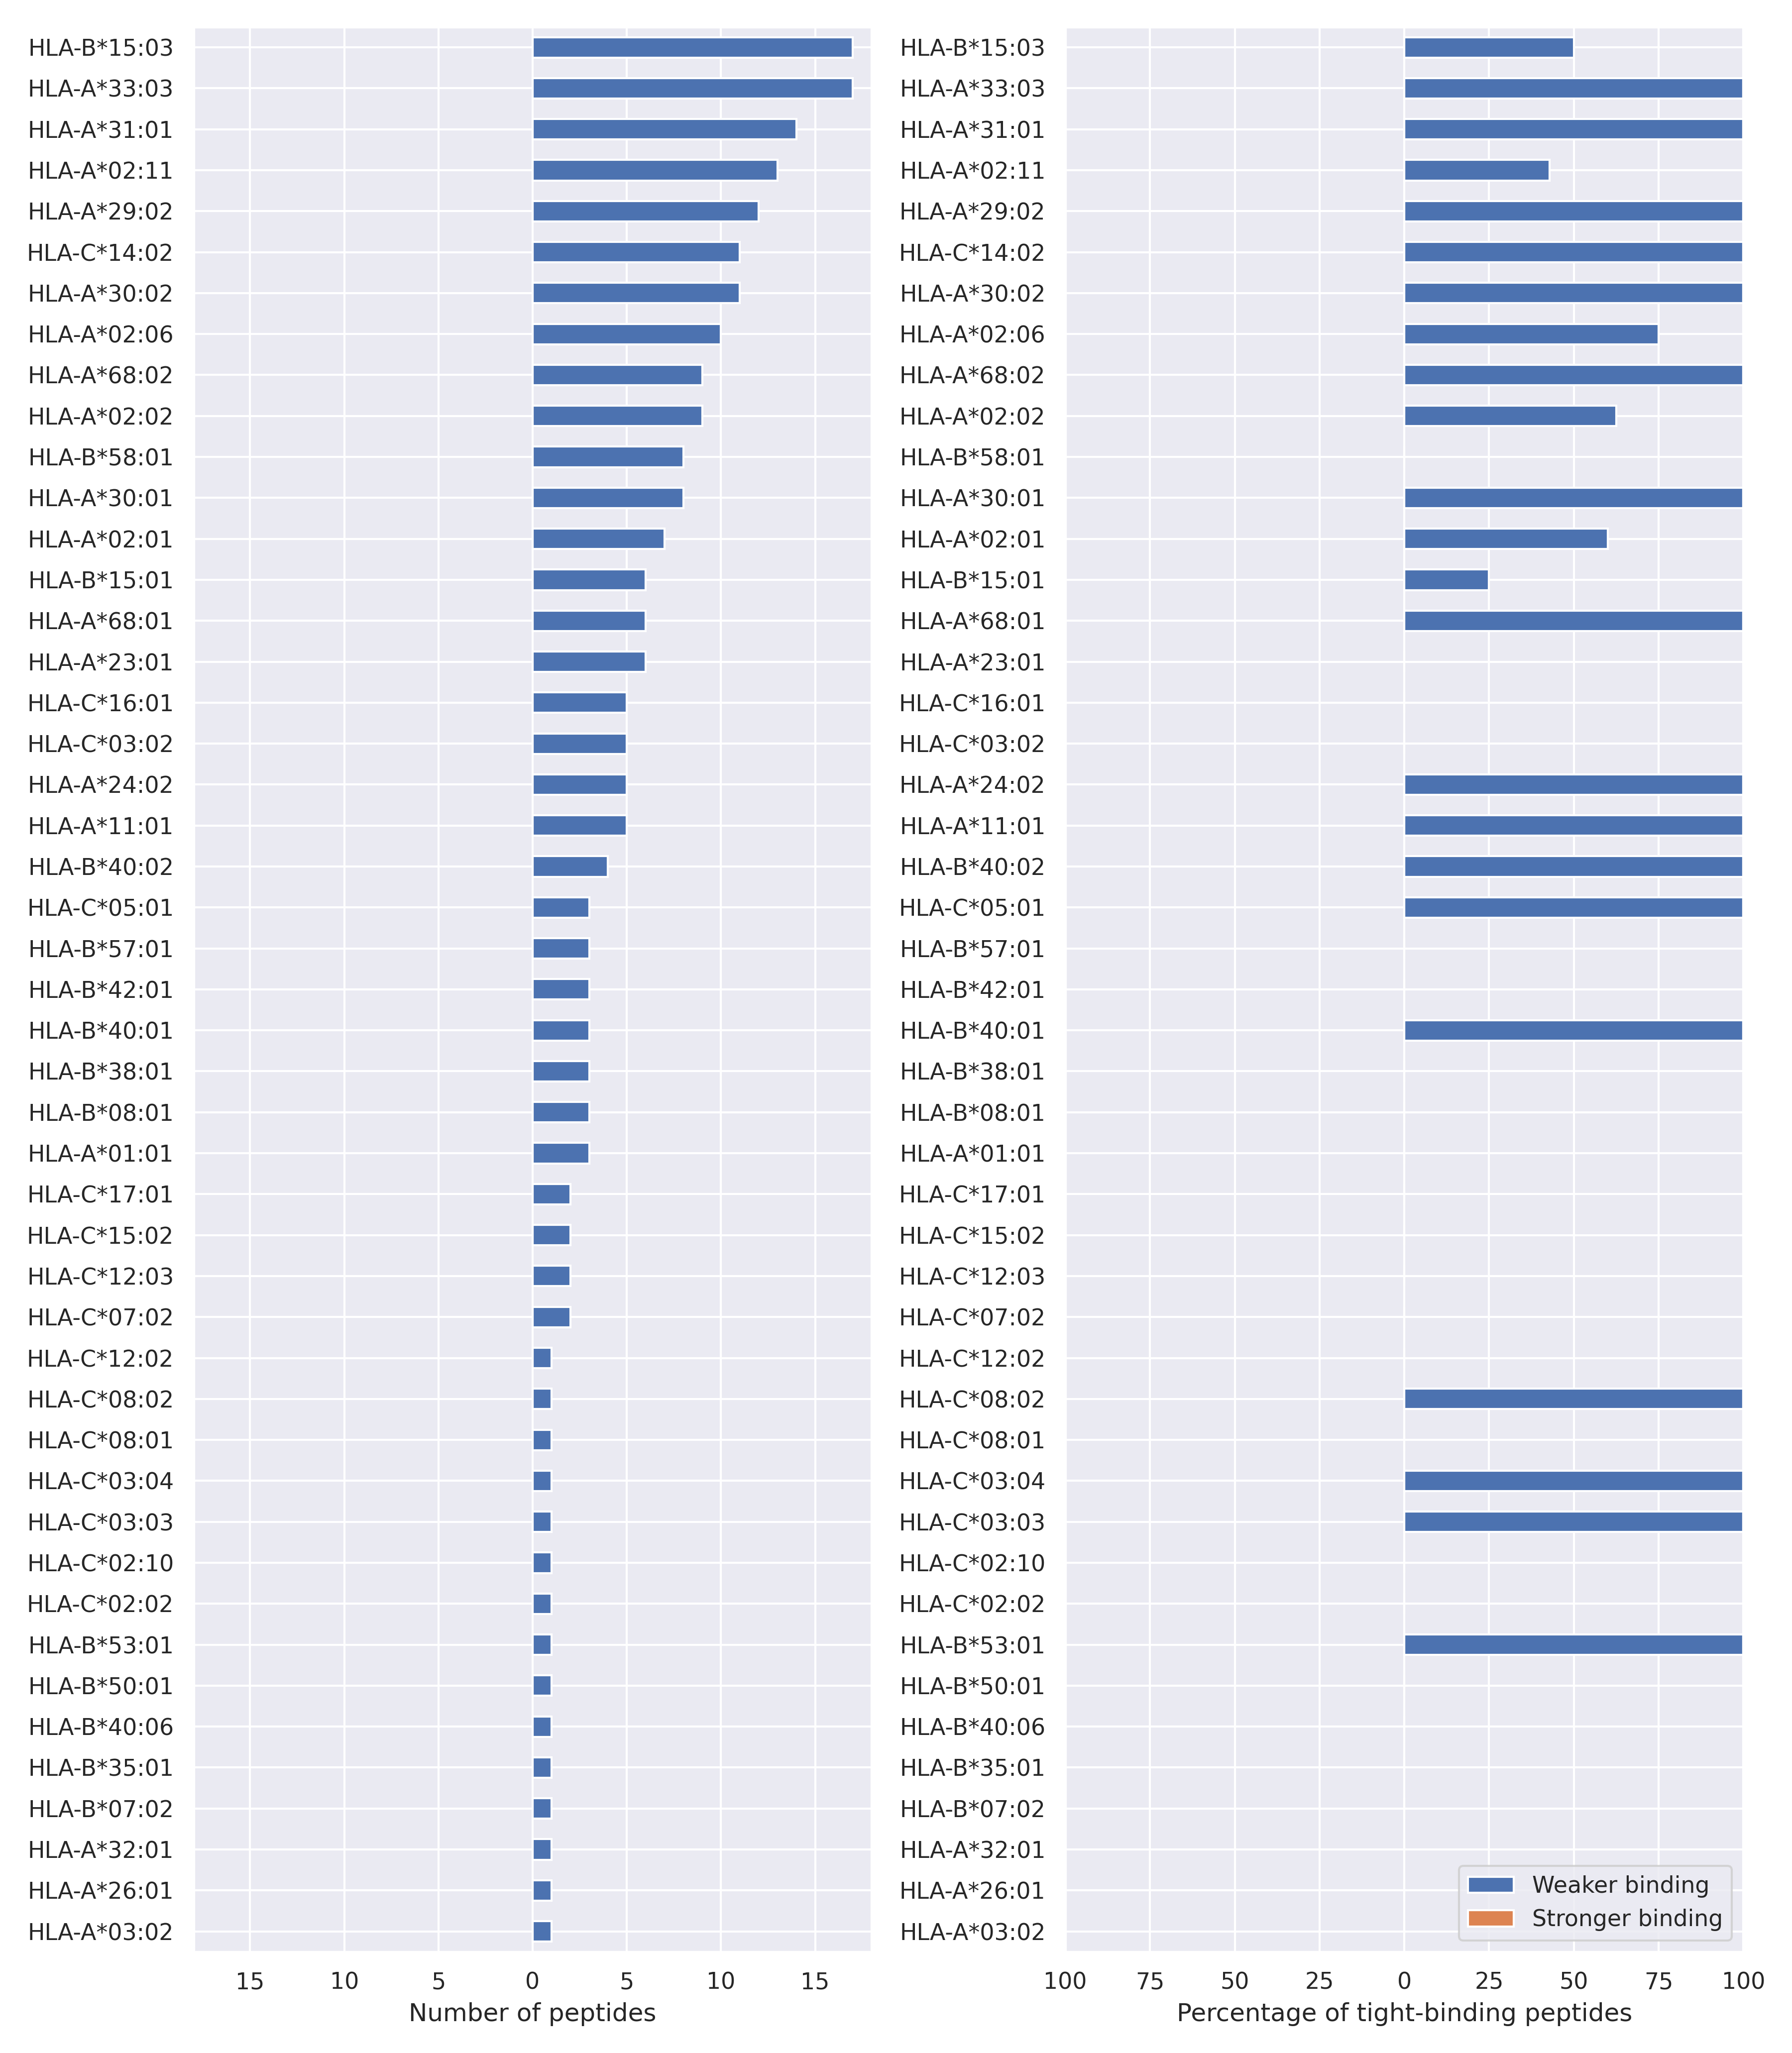 HLA-B*15:03
HLA-A*33:03
HLA-A*31:01
HLA-A*02:11
HLA-A*29:02
HLA-C*14:02
HLA-A*30:02
HLA-A*02:06
HLA-A*68:02
HLA-A*02:02
HLA-B*58:01
HLA-A*30:01
HLA-A*02:01
HLA-B*15:01
HLA-A*68:01
HLA-A*23:01
HLA-C*16:01
HLA-C*03:02
HLA-A*24:02
HLA-A*11:01
HLA-B*40:02
HLA-C*05:01
HLA-B*57:01
HLA-B*42:01
HLA-B*40:01
HLA-B*38:01
HLA-B*08:01
HLA-A*01:01
HLA-C*17:01
HLA-C*15:02
HLA-C*12:03
HLA-C*07:02
HLA-C*12:02
HLA-C*08:02
HLA-C*08:01
HLA-C*03:04
HLA-C*03:03
HLA-C*02:10
HLA-C*02:02
HLA-B*53:01
HLA-B*50:01
HLA-B*40:06
HLA-B*35:01
HLA-B*07:02
HLA-A*32:01
HLA-A*26:01
HLA-A*03:02
15 10 5 0 5 10 15
Number of peptides
HLA-B*15:03
HLA-A*33:03
HLA-A*31:01
HLA-A*02:11
HLA-A*29:02
HLA-C*14:02
HLA-A*30:02
HLA-A*02:06
HLA-A*68:02
HLA-A*02:02
HLA-B*58:01
HLA-A*30:01
HLA-A*02:01
HLA-B*15:01
HLA-A*68:01
HLA-A*23:01
HLA-C*16:01
HLA-C*03:02
HLA-A*24:02
HLA-A*11:01
HLA-B*40:02
HLA-C*05:01
HLA-B*57:01
HLA-B*42:01
HLA-B*40:01
HLA-B*38:01
HLA-B*08:01
HLA-A*01:01
HLA-C*17:01
HLA-C*15:02
HLA-C*12:03
HLA-C*07:02
HLA-C*12:02
HLA-C*08:02
HLA-C*08:01
HLA-C*03:04
HLA-C*03:03
HLA-C*02:10
HLA-C*02:02
HLA-B*53:01
HLA-B*50:01
HLA-B*40:06
HLA-B*35:01
HLA-B*07:02
HLA-A*32:01
HLA-A*26:01
HLA-A*03:02
Weaker binding
Stronger binding
100 75 50 25 0 25 50 75 100
Percentage of tight-binding peptides